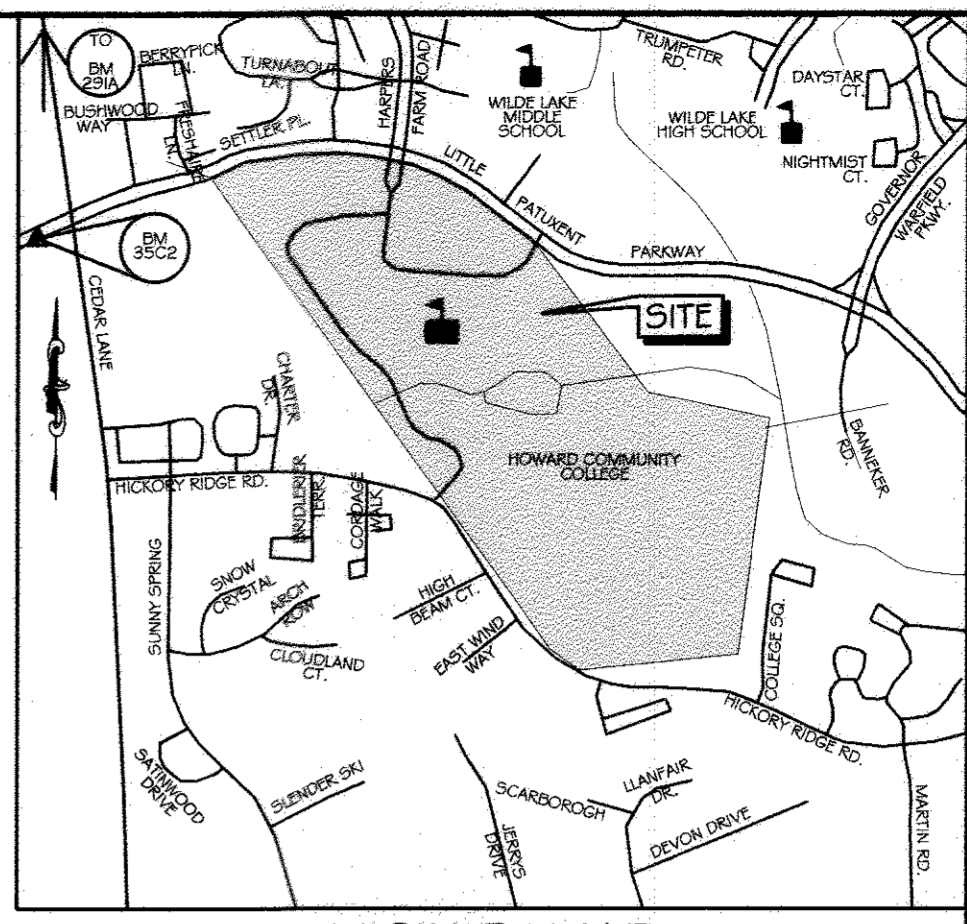 TO
BM
291A
BERRYPICK
LN.
TURNABOUT
LA.
BUSHWOOD
WAY
FRESHAIRE
LN.
SETTLER PL.
HARPERS
FARM ROAD
TRUMPETER
RD.
WILDE LAKE
MIDDLE
SCHOOL
WILDE LAKE
HIGH SCHOOL
DAYSTAR
CT.
NIGHTMIST
CT.
GOVERNOR
WARFIELD
PKWY.
LITTLE
PATUXENT
PARKWAY
BM
35C2
CEDAR LANE
SITE
CHARTER
DR.
HOWARD COMMUNITY
COLLEGE
BANNEKER
RD.
HICKORY RIDGE RD.
TERR.
CORDAGE
WALK
SUNNY SPRING
SNOW
CRYSTAL
ARCH
ROW
CLOUDLAND
CT.
HIGH
BEAM CT.
EAST WIND
WAY
COLLEGE SQ.
HICKORY RIDGE RD.
SATINWOOD
DRIVE
SLENDER SKI
JERRYS
DRIVE
SCARBOROGH
LLANFAIR
DR.
DEVON DRIVE
MARTIN RD.